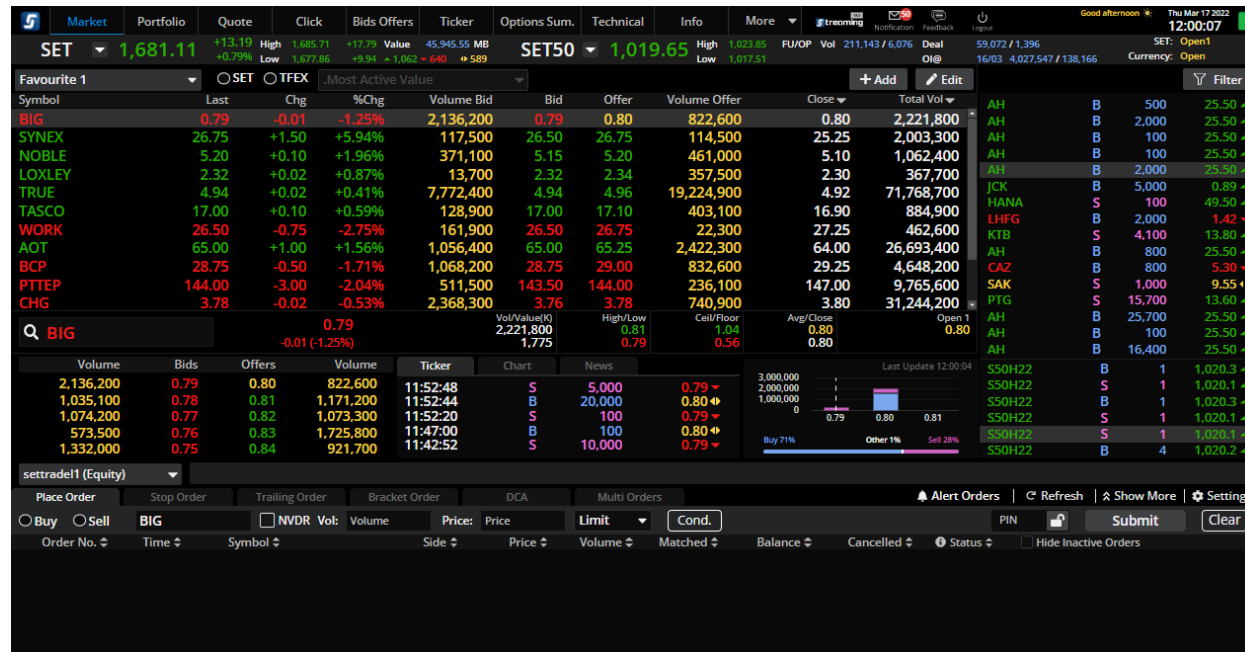 Market Portfolio Quote Click Bids Offers Ticker Options Sum. Technical Info More Streaming 50 Notification Feedback Logout Good afternoon Thu Mar 17 2022
12:00:07
SET 1,681.11 +13.19 High 1,685.71 +17.79 Value 45,945.55 MB SET50 1,019.65 High 1,023.85 FU/OP Vol 211,143 / 6,076 Deal 59,072 / 1,396 SET: Open1
+0.79% Low 1,677.86 +9.94 1,062 640 589 Low 1,017.51 OI@ 16/03 4,027,547 / 138,166 Currency: Open
Favourite 1 SET TFEX .Most Active Value + Add Edit Filter
Symbol Last Chg %Chg Volume Bid Bid Offer Volume Offer Close Total Vol
BIG 0.79 -0.01 -1.25% 2,136,200 0.79 0.80 822,600 0.80 2,221,800
SYNEX 26.75 +1.50 +5.94% 117,500 26.50 26.75 114,500 25.25 2,003,300
NOBLE 5.20 +0.10 +1.96% 371,100 5.15 5.20 461,000 5.10 1,062,400
LOXLEY 2.32 +0.02 +0.87% 13,700 2.32 2.34 357,500 2.30 367,700
TRUE 4.94 +0.02 +0.41% 7,772,400 4.94 4.96 19,224,900 4.92 71,768,700
TASCO 17.00 +0.10 +0.59% 128,900 17.00 17.10 403,100 16.90 884,900
WORK 26.50 -0.75 -2.75% 161,900 26.50 26.75 22,300 27.25 462,600
AOT 65.00 +1.00 +1.56% 1,056,400 65.00 65.25 2,422,300 64.00 26,693,400
BCP 28.75 -0.50 -1.71% 1,068,200 28.75 29.00 832,600 29.25 4,648,200
PTTEP 144.00 -3.00 -2.04% 511,500 143.50 144.00 236,100 147.00 9,765,600
CHG 3.78 -0.02 -0.53% 2,368,300 3.76 3.78 740,900 3.80 31,244,200
AH B 500 25.50
AH B 2,000 25.50
AH B 100 25.50
AH B 100 25.50
AH B 2,000 25.50
JCK B 5,000 0.89
HANA S 100 49.50
LHFG B 2,000 1.42
KTB S 4,100 13.80
AH B 800 25.50
CAZ B 800 5.30
SAK S 1,000 9.55
PTG S 15,700 13.60
AH B 25,700 25.50
AH B 100 25.50
AH B 16,400 25.50
BIG 0.79 Vol/Value(K) High/Low Ceil/Floor Avg/Close Open 1
2,221,800 0.81 1.04 0.80 0.80
-0.01 (-1.25%) 1,775 0.79 0.56 0.80
Volume Bids Offers Volume
2,136,200 0.79 0.80 822,600
1,035,100 0.78 0.81 1,171,200
1,074,200 0.77 0.82 1,073,300
573,500 0.76 0.83 1,725,800
1,332,000 0.75 0.84 921,700
Ticker Chart News Last Update 12:00:04
11:52:48 S 5,000 0.79
11:52:44 B 20,000 0.80
11:52:20 S 100 0.79
11:47:00 B 100 0.80
11:42:52 S 10,000 0.79
3,000,000
2,000,000
1,000,000
0
0.79 0.80 0.81
Buy 71% Other 1% Sell 28%
S50H22 B 1 1,020.3
S50H22 S 1 1,020.1
S50H22 B 1 1,020.3
S50H22 S 1 1,020.1
S50H22 S 1 1,020.1
S50H22 B 4 1,020.2
settradel1 (Equity)
Place Order Stop Order Trailing Order Bracket Order DCA Multi Orders Alert Orders | Refresh | Show More | Setting
Buy Sell BIG NVDR Vol: Volume Price: Price Limit Cond. PIN Submit Clear
Order No. Time Symbol Side Price Volume Matched Balance Cancelled Status Hide Inactive Orders